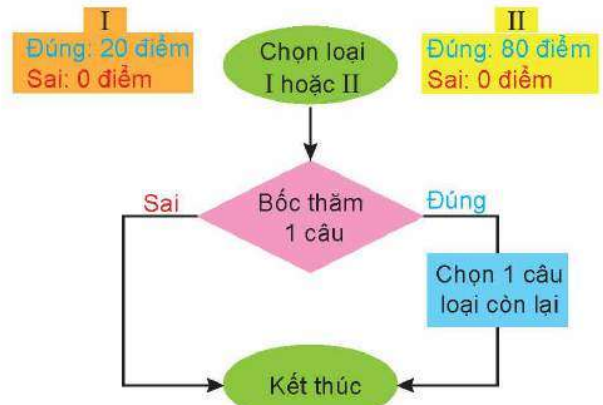 I
Đúng: 20 điểm
Sai: 0 điểm
Chọn loại
I hoặc II
II
Đúng: 80 điểm
Sai: 0 điểm
Sai
Bốc thăm
1 câu
Đúng
Chọn 1 câu
loại còn lại
Kết thúc